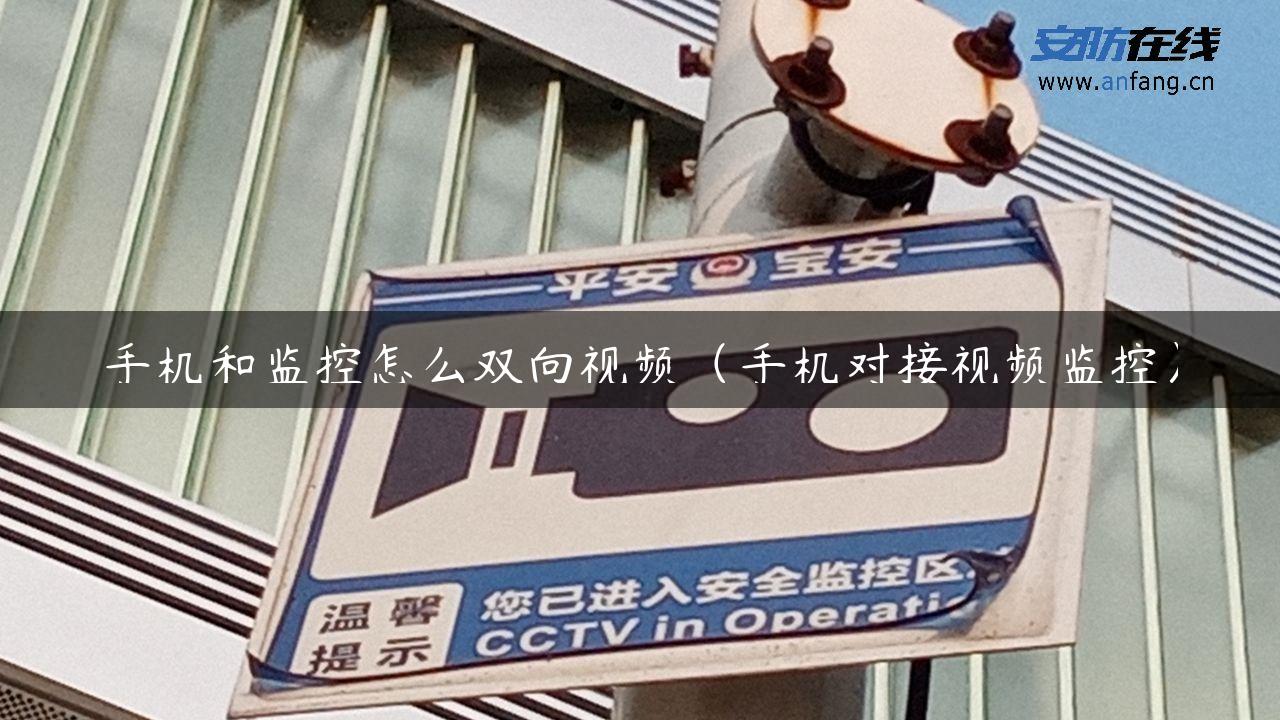 安防在线
www.anfang.cn
平安 宝安
手机和监控怎么双向视频（手机对接视频监控）
温馨
提示
您已进入安全监控区
CCTV in Operati